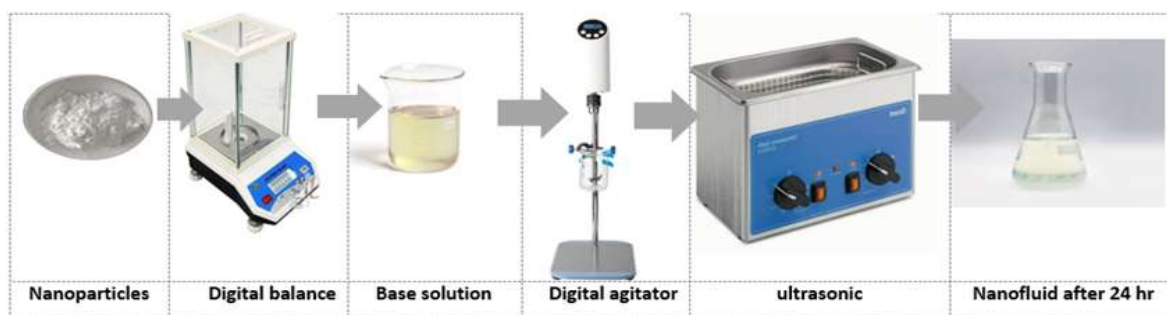 Nanoparticles
Digital balance
Base solution
Digital agitator
ultrasonic
Nanofluid after 24 hr